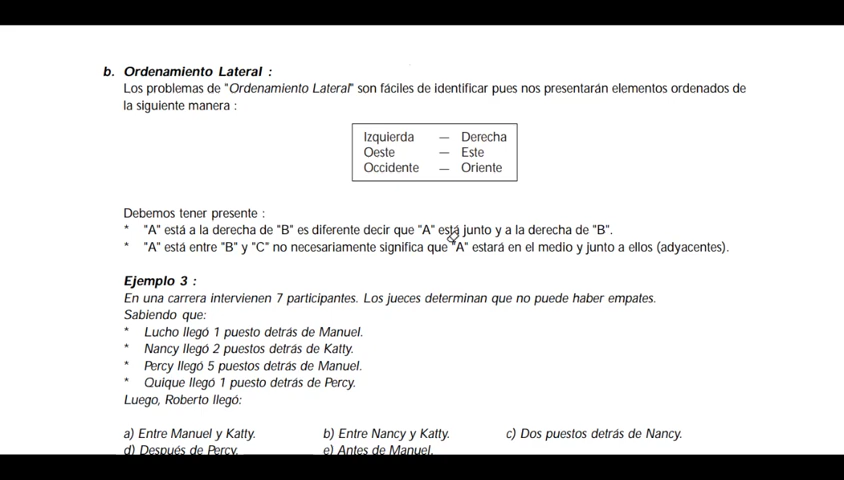 b. Ordenamiento Lateral :
Los problemas de "Ordenamiento Lateral" son fáciles de identificar pues nos presentarán elementos ordenados de
la siguiente manera :
Izquierda — Derecha
Oeste — Este
Occidente — Oriente
Debemos tener presente :
* "A" está a la derecha de "B" es diferente decir que "A" está junto y a la derecha de "B".
* "A" está entre "B" y "C" no necesariamente significa que "A" estará en el medio y junto a ellos (adyacentes).
Ejemplo 3 :
En una carrera intervienen 7 participantes. Los jueces determinan que no puede haber empates.
Sabiendo que:
* Lucho llegó 1 puesto detrás de Manuel.
* Nancy llegó 2 puestos detrás de Katty.
* Percy llegó 5 puestos detrás de Manuel.
* Quique llegó 1 puesto detrás de Percy.
Luego, Roberto llegó:
a) Entre Manuel y Katty. b) Entre Nancy y Katty. c) Dos puestos detrás de Nancy.
d) Después de Percy. e) Antes de Manuel.